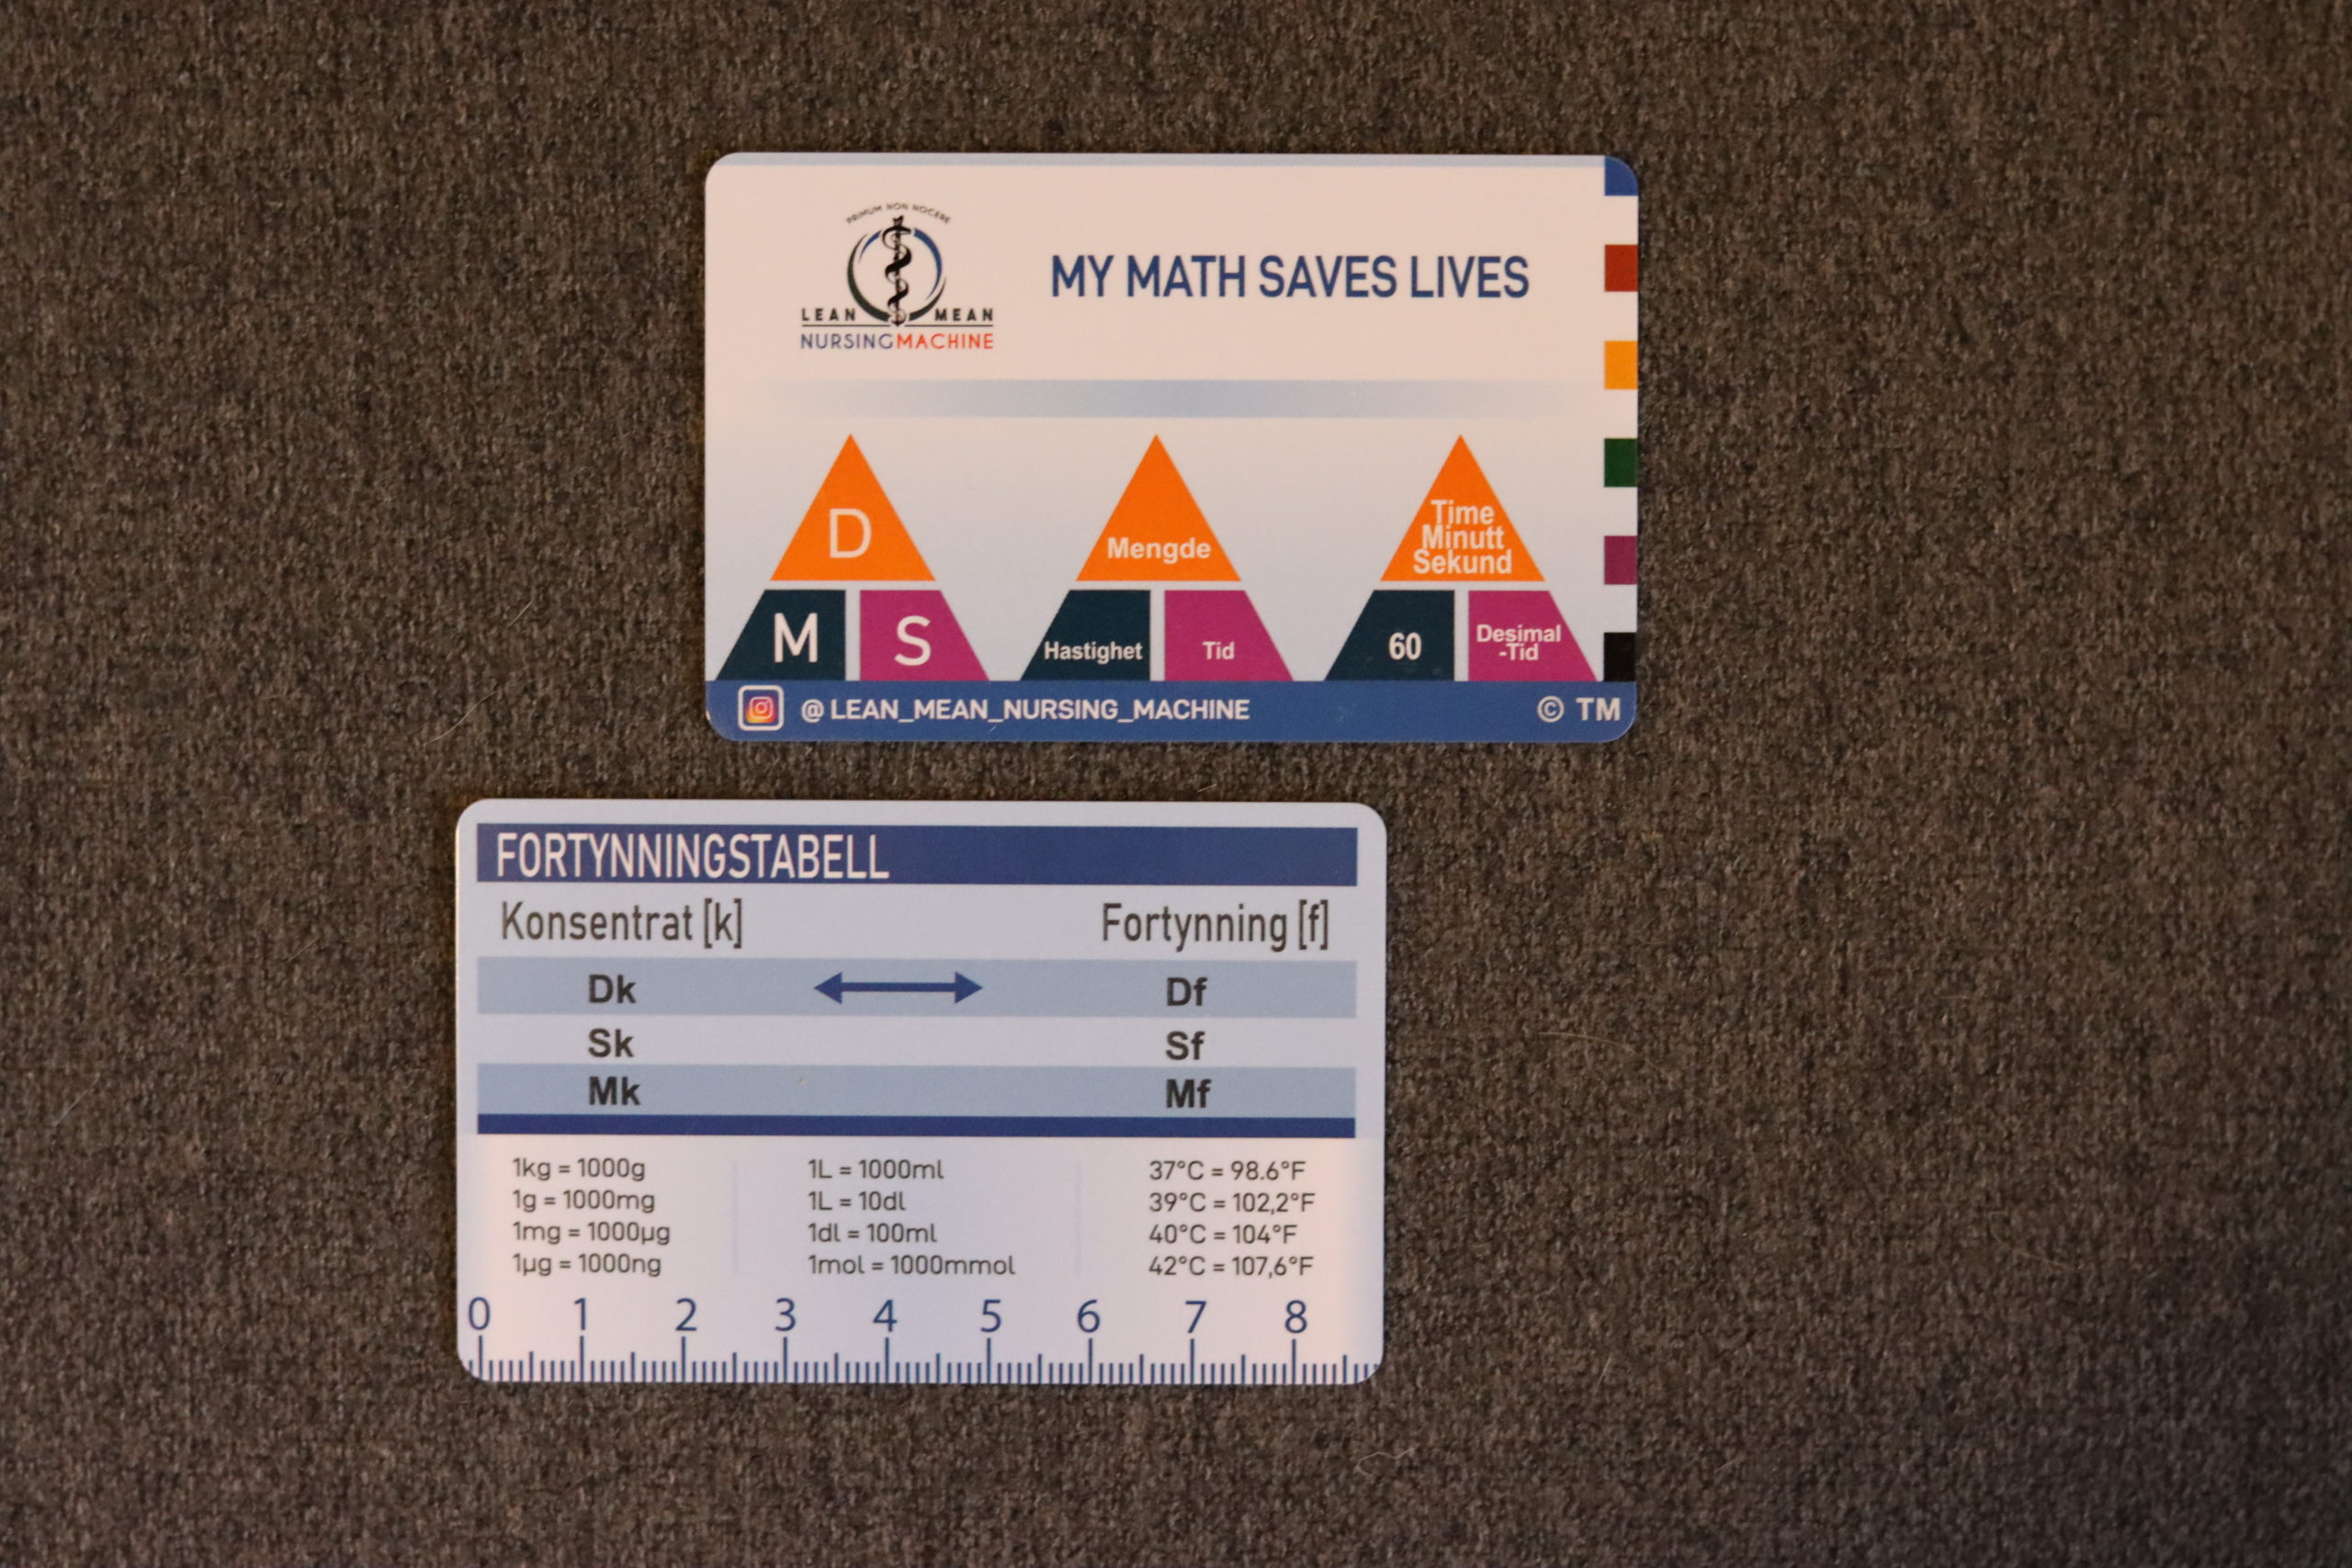 PRIMUM NON NOCERE
LEAN MEAN
NURSINGMACHINE
MY MATH SAVES LIVES
D
M S
Mengde
Hastighet Tid
Time
Minutt
Sekund
60 Desimal
-Tid
@ LEAN_MEAN_NURSING_MACHINE © TM
FORTYNNINGSTABELL
Konsentrat [k] Fortynning [f]
Dk Df
Sk Sf
Mk Mf
1kg = 1000g 1L = 1000ml 37°C = 98.6°F
1g = 1000mg 1L = 10dl 39°C = 102,2°F
1mg = 1000µg 1dl = 100ml 40°C = 104°F
1µg = 1000ng 1mol = 1000mmol 42°C = 107,6°F
0 1 2 3 4 5 6 7 8